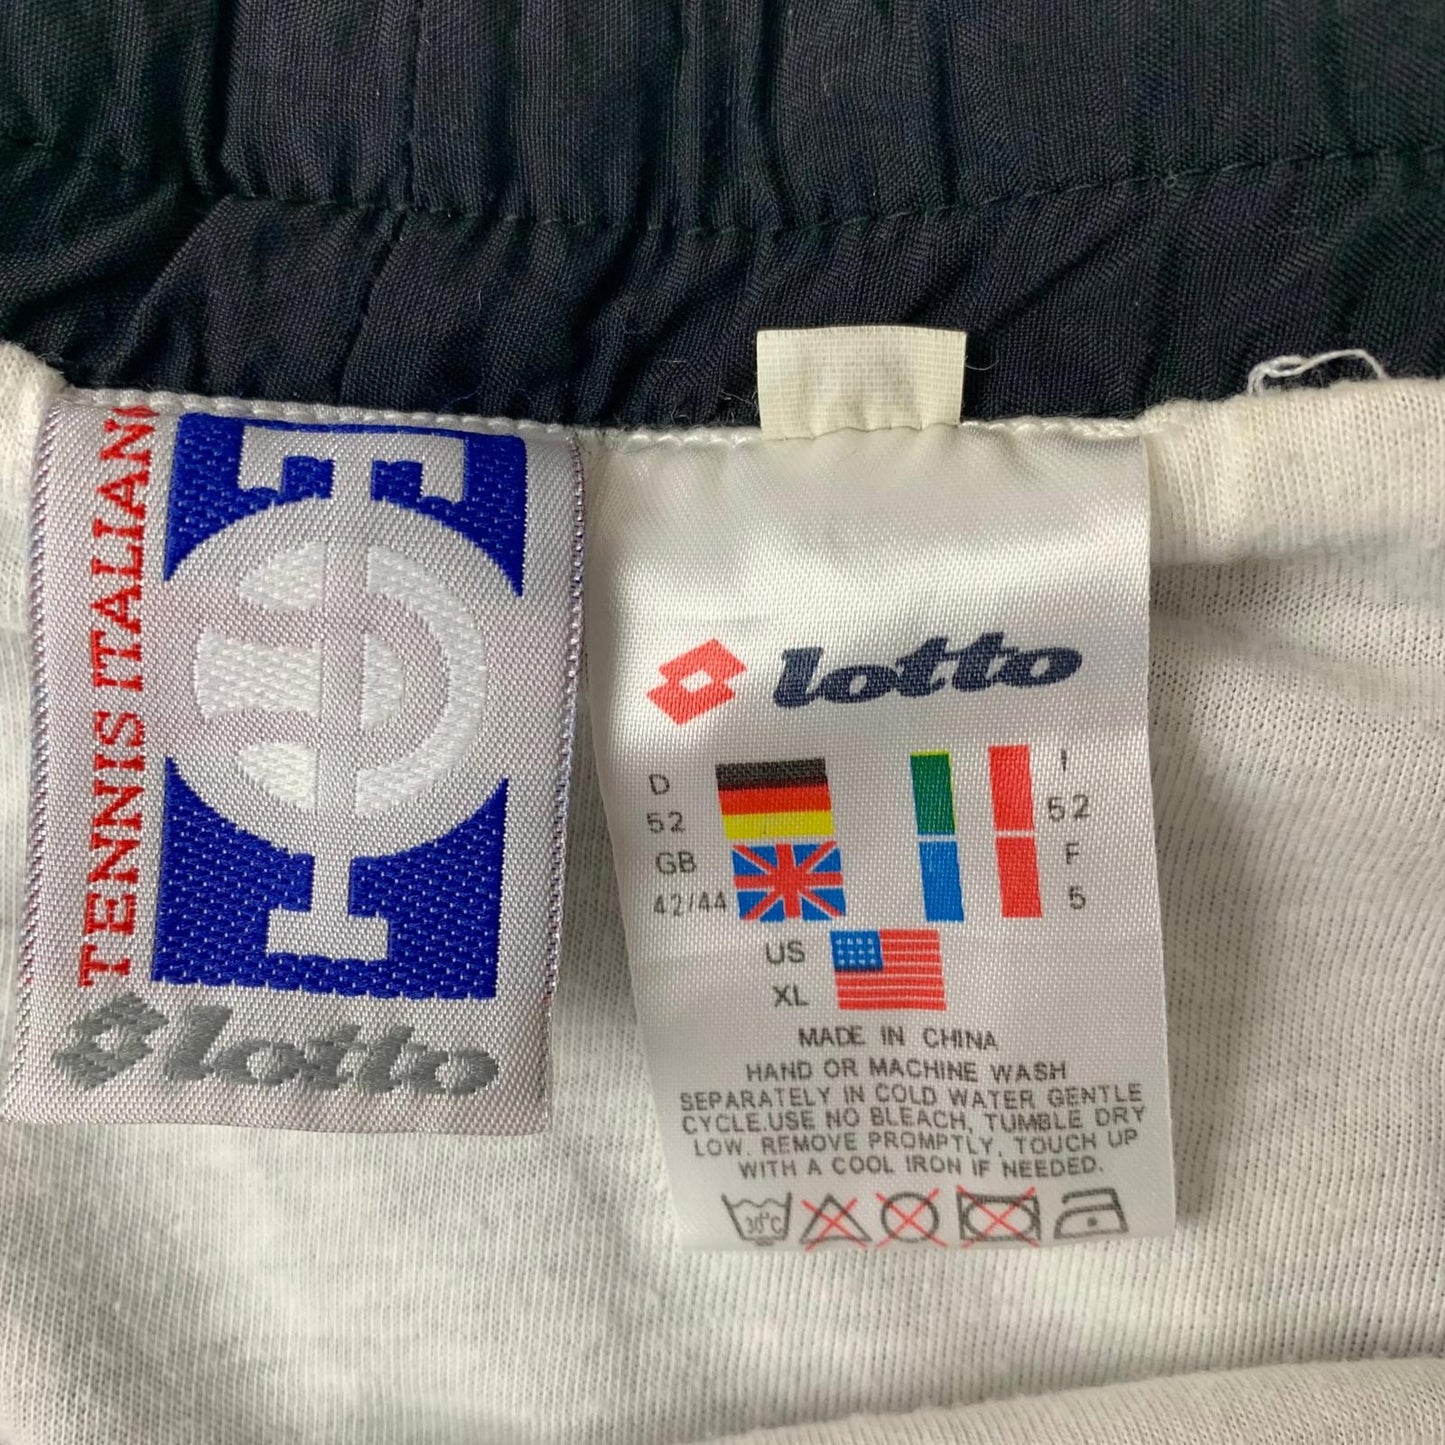 TENNIS ITALIANO
lotto
lotto
D
52
I
52
GB
42/44
F
5
US
XL
MADE IN CHINA
HAND OR MACHINE WASH
SEPARATELY IN COLD WATER GENTLE
CYCLE.USE NO BLEACH, TUMBLE DRY
LOW. REMOVE PROMPTLY, TOUCH UP
WITH A COOL IRON IF NEEDED.
30°C